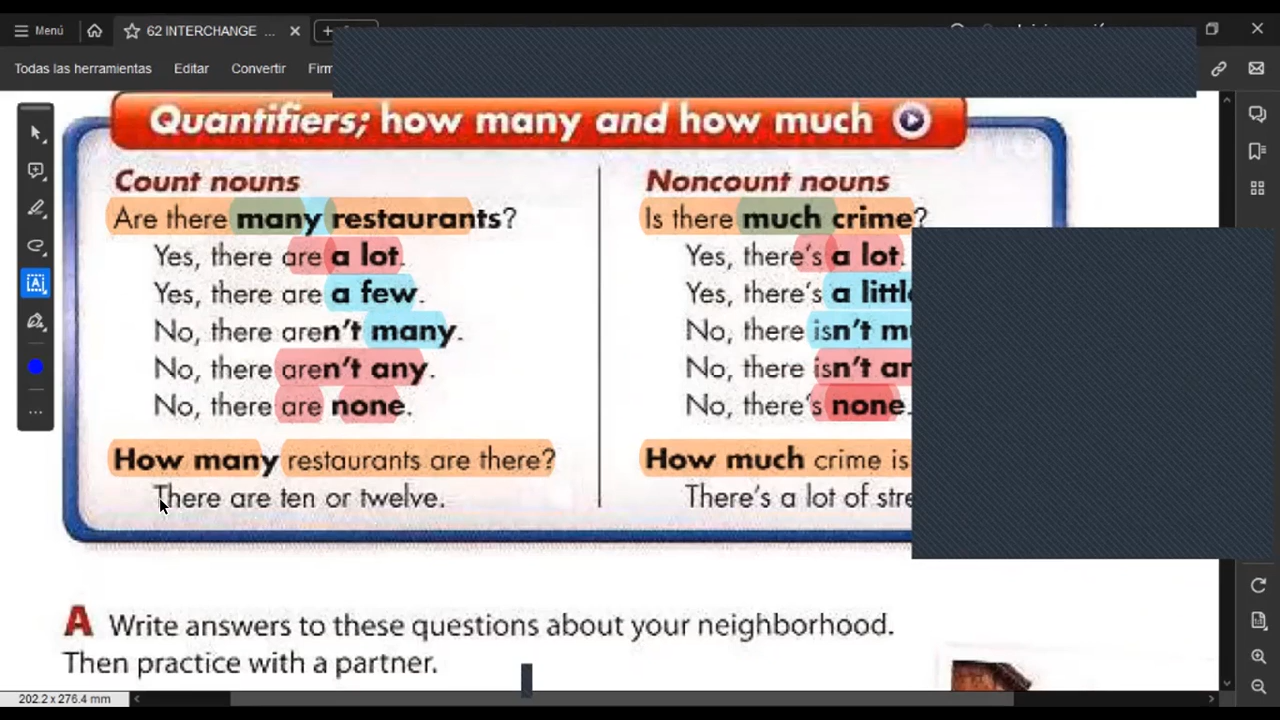 Menú
62 INTERCHANGE ...
Todas las herramientas
Editar
Convertir
Quantifiers; how many and how much
Count nouns
Are there many restaurants?
Yes, there are a lot.
Yes, there are a few.
No, there aren't many.
No, there aren't any.
No, there are none.
How many restaurants are there?
There are ten or twelve.
Noncount nouns
Is there much crime?
Yes, there's a lot.
Yes, there's a
No, there isn't
No, there isn't
No, there's none.
How much crime is
There's a lot of
A Write answers to these questions about your neighborhood.
Then practice with a partner.
202.2 x 276.4 mm